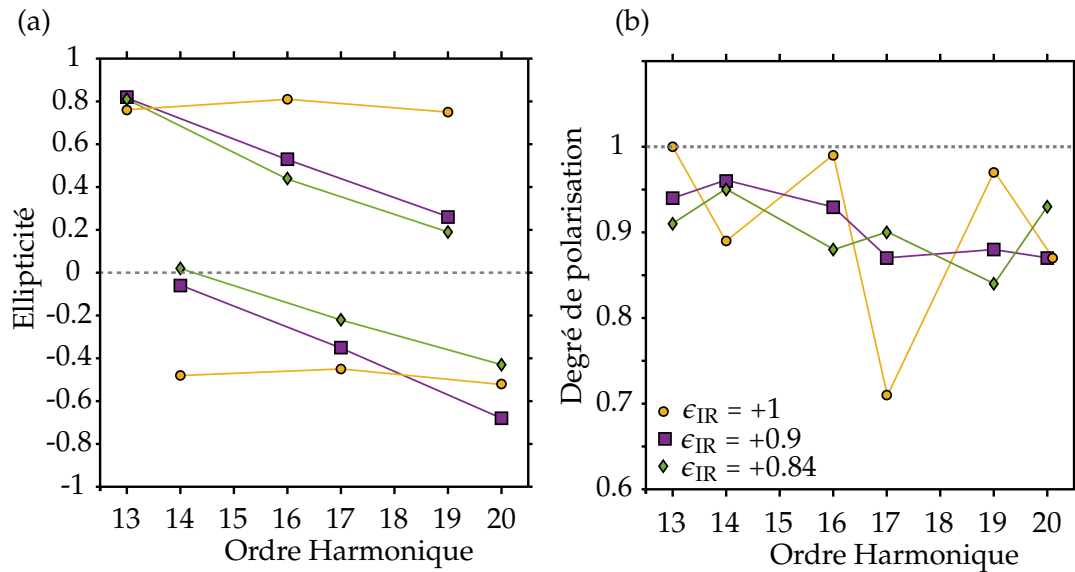 (a)
Ellipticité
1
0.8
0.6
0.4
0.2
0
-0.2
-0.4
-0.6
-0.8
-1
13 14 15 16 17 18 19 20
Ordre Harmonique
(b)
Degré de polarisation
1
0.9
0.8
0.7
0.6
ϵIR = +1
ϵIR = +0.9
ϵIR = +0.84
13 14 15 16 17 18 19 20
Ordre Harmonique